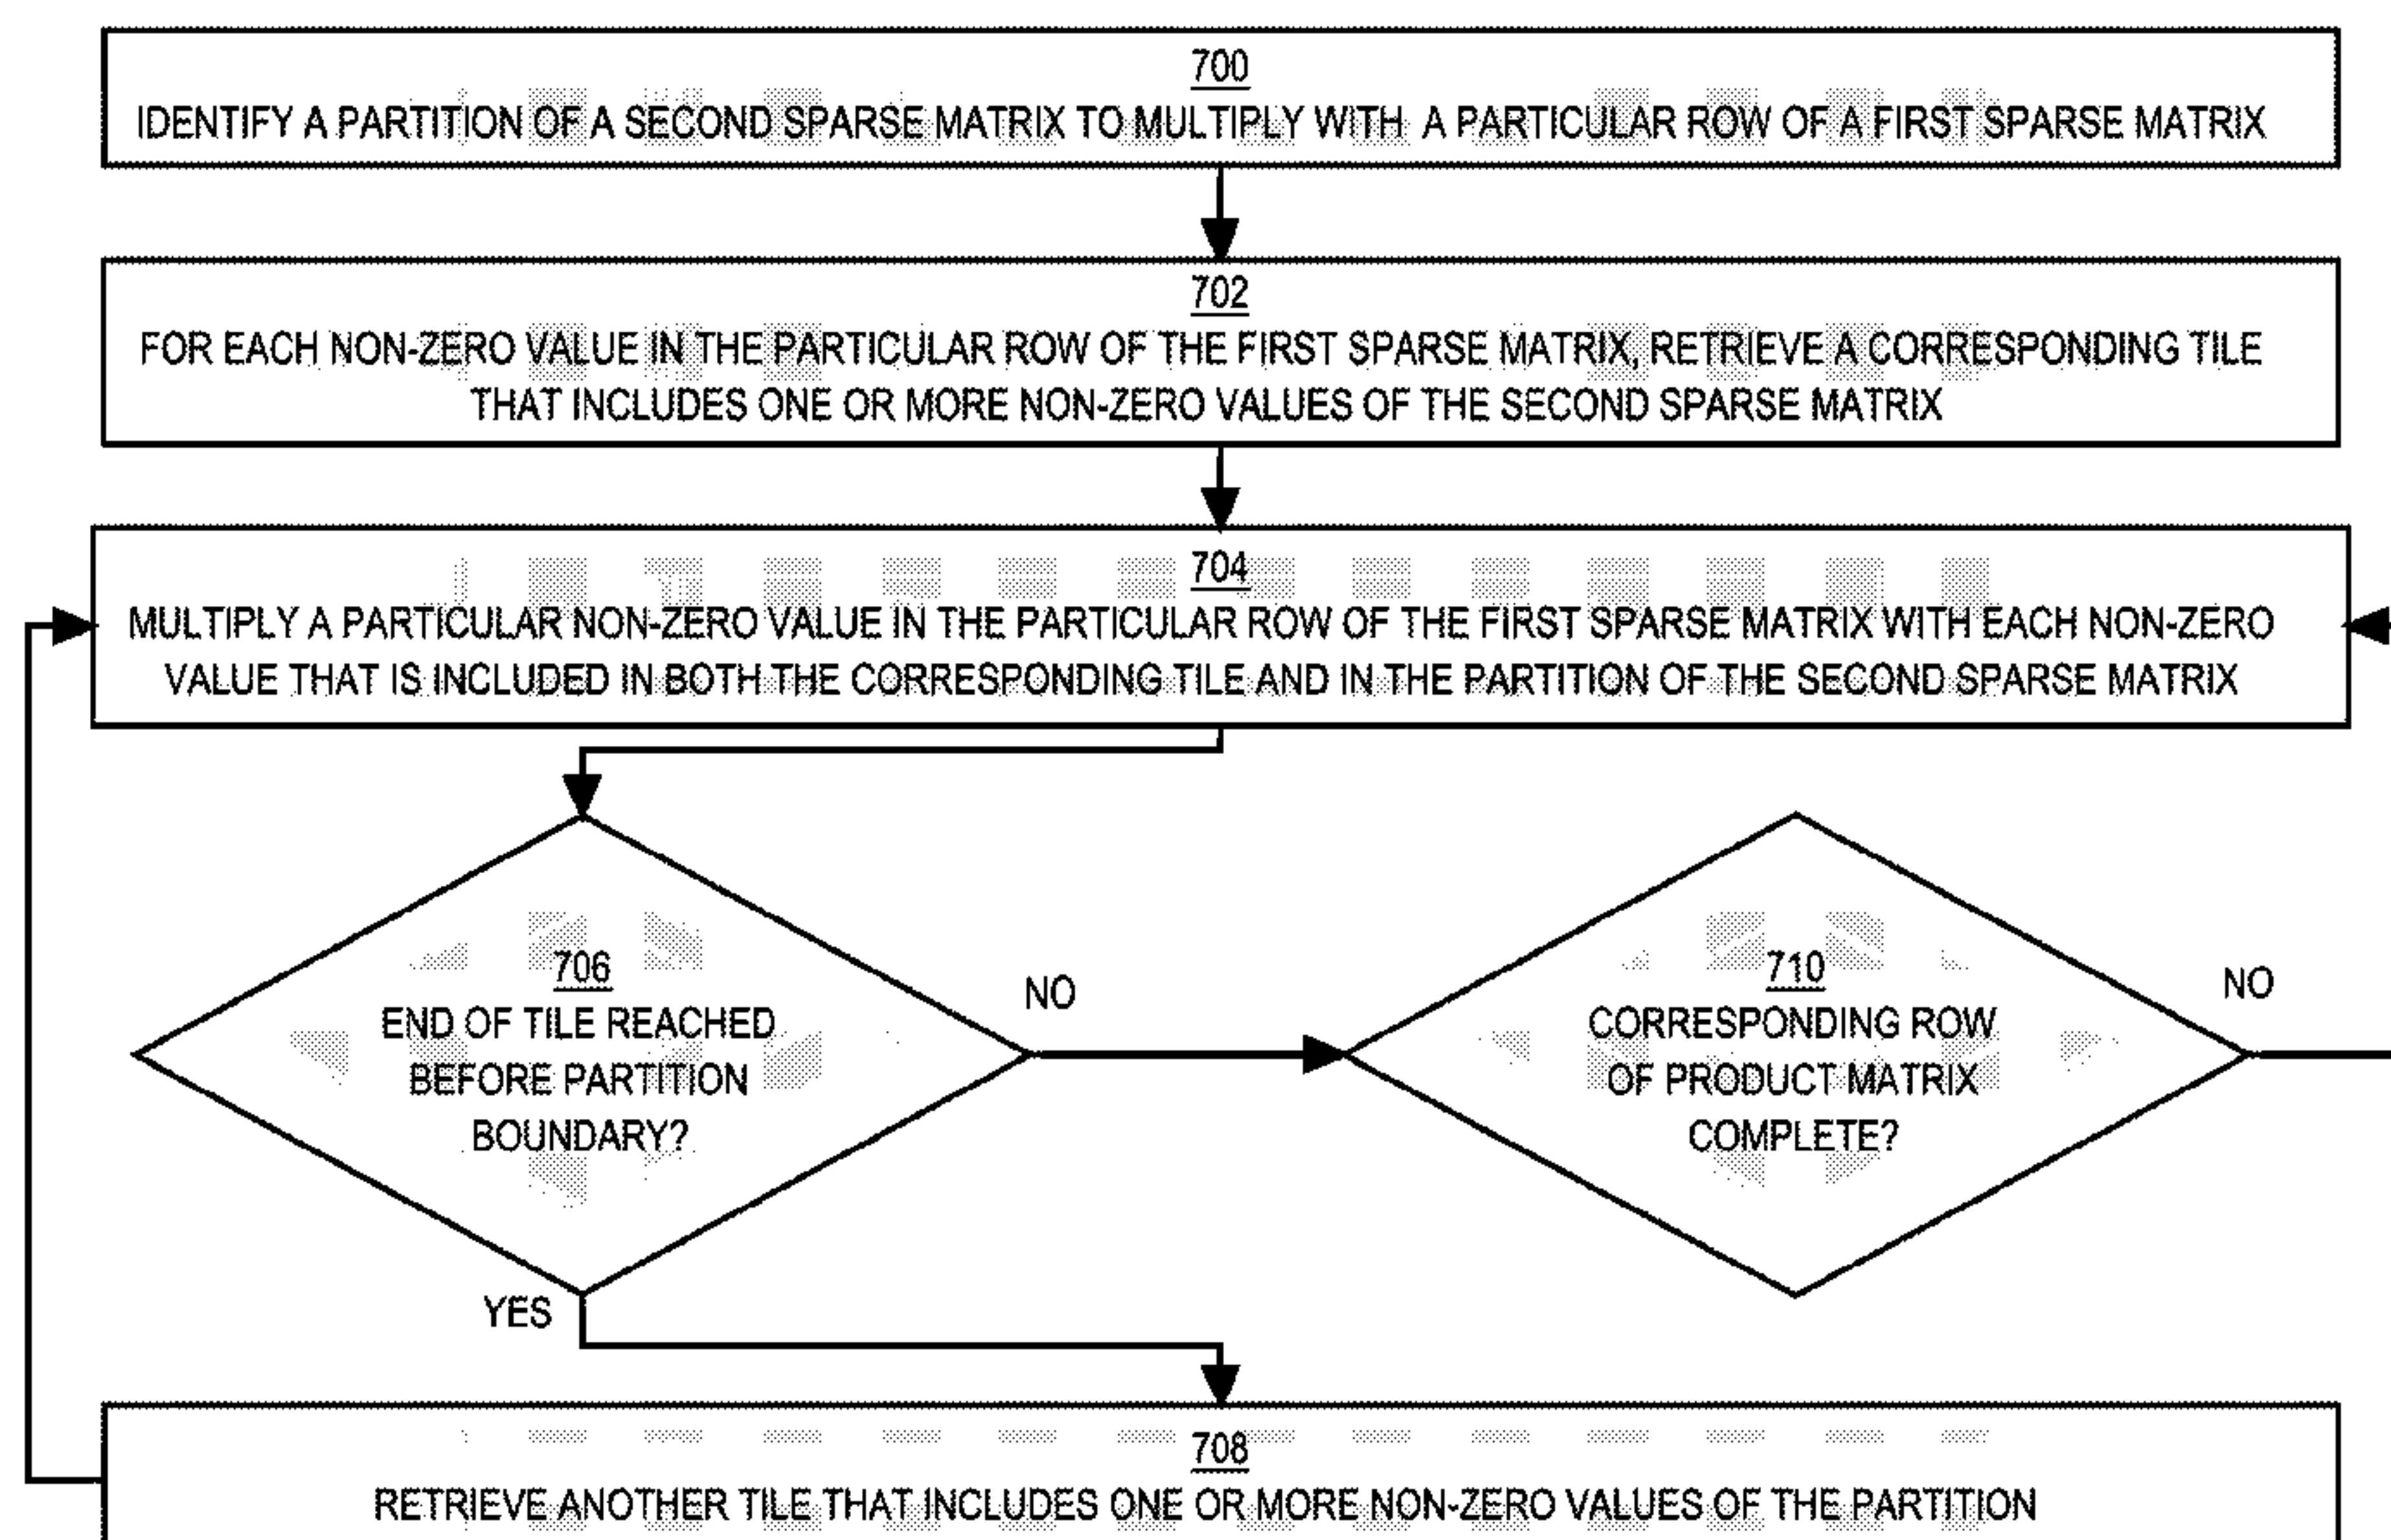 700
IDENTIFY A PARTITION OF A SECOND SPARSE MATRIX TO MULTIPLY WITH A PARTICULAR ROW OF A FIRST SPARSE MATRIX
702
FOR EACH NON-ZERO VALUE IN THE PARTICULAR ROW OF THE FIRST SPARSE MATRIX, RETRIEVE A CORRESPONDING TILE
THAT INCLUDES ONE OR MORE NON-ZERO VALUES OF THE SECOND SPARSE MATRIX
704
MULTIPLY A PARTICULAR NON-ZERO VALUE IN THE PARTICULAR ROW OF THE FIRST SPARSE MATRIX WITH EACH NON-ZERO
VALUE THAT IS INCLUDED IN BOTH THE CORRESPONDING TILE AND IN THE PARTITION OF THE SECOND SPARSE MATRIX
706
END OF TILE REACHED
BEFORE PARTITION
BOUNDARY?
NO
YES
710
CORRESPONDING ROW
OF PRODUCT MATRIX
COMPLETE?
NO
708
RETRIEVE ANOTHER TILE THAT INCLUDES ONE OR MORE NON-ZERO VALUES OF THE PARTITION